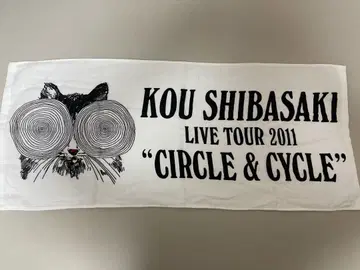 KOU SHIBASAKI
LIVE TOUR 2011
“CIRCLE & CYCLE”